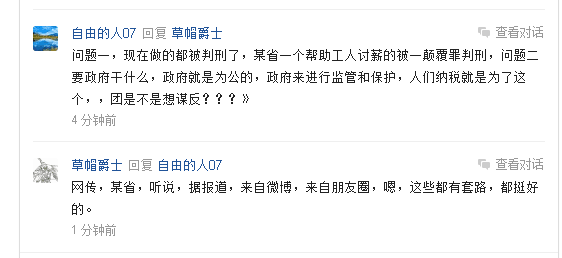 自由的人07 回复 草帽爵士 查看对话
问题一，现在做的都被判刑了，某省一个帮助工人讨薪的被一颠覆罪判刑，问题二
要政府干什么，政府就是为公的，政府来进行监管和保护，人们纳税就是为了这
个，，团是不是想谋反？？？》
4 分钟前
草帽爵士 回复 自由的人07 查看对话
网传，某省，听说，据报道，来自微博，来自朋友圈，嗯，这些都有套路，都挺好
的。
1 分钟前